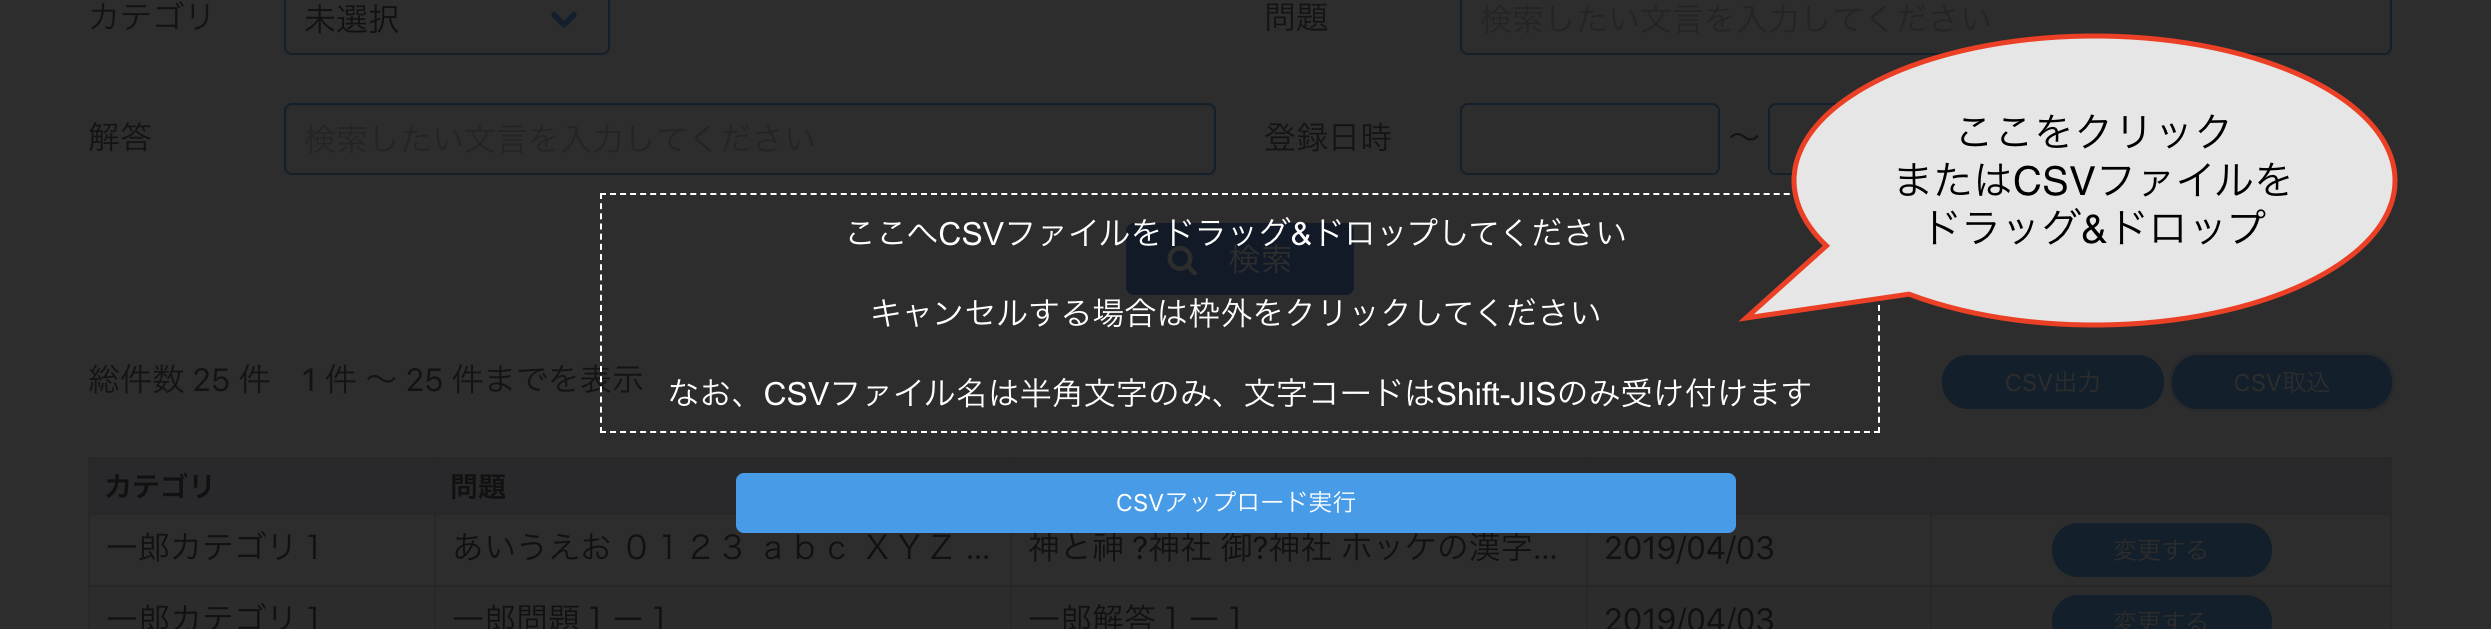 カテゴリ 未選択 問題 検索したい文言を入力してください
ここをクリック
またはCSVファイルを
ドラッグ&ドロップ
解答 検索したい文言を入力してください 登録日時 ～
ここへCSVファイルをドラッグ&ドロップしてください
検索
キャンセルする場合は枠外をクリックしてください
総件数 25 件 1 件 ～ 25 件までを表示 CSV出力 CSV取込
なお、CSVファイル名は半角文字のみ、文字コードはShift-JISのみ受け付けます
カテゴリ 問題
CSVアップロード実行
一郎カテゴリ１ あいうえお ０１２３ ａｂｃ ＸＹＺ ... 神と神 ?神社 御?神社 ホッケの漢字... 2019/04/03 変更する
一郎カテゴリ１ 一郎問題１－１ 一郎解答１－１ 2019/04/03 変更する